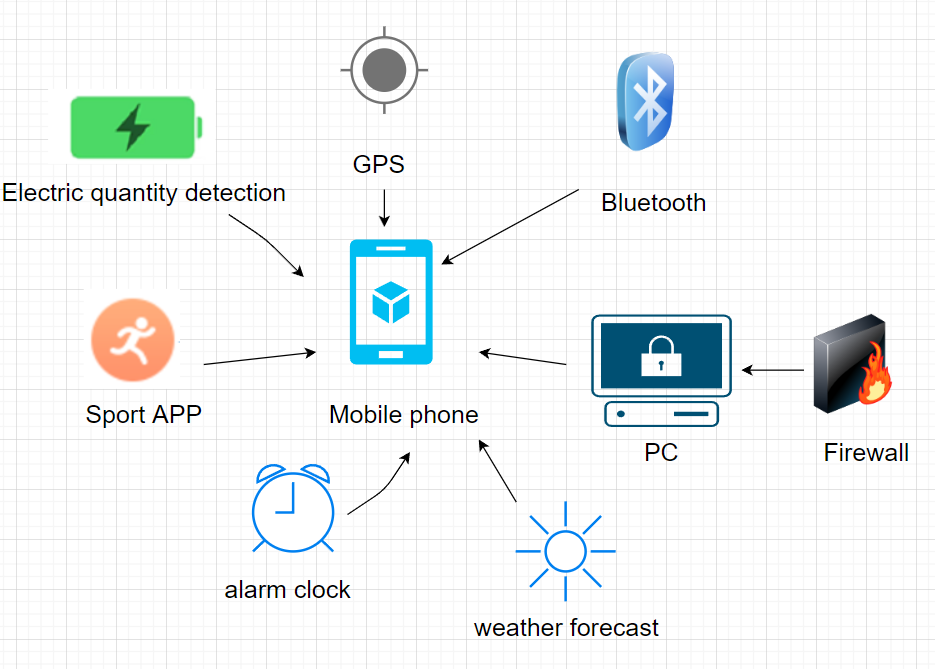 GPS
Electric quantity detection
Bluetooth
Sport APP
Mobile phone
PC
Firewall
alarm clock
weather forecast